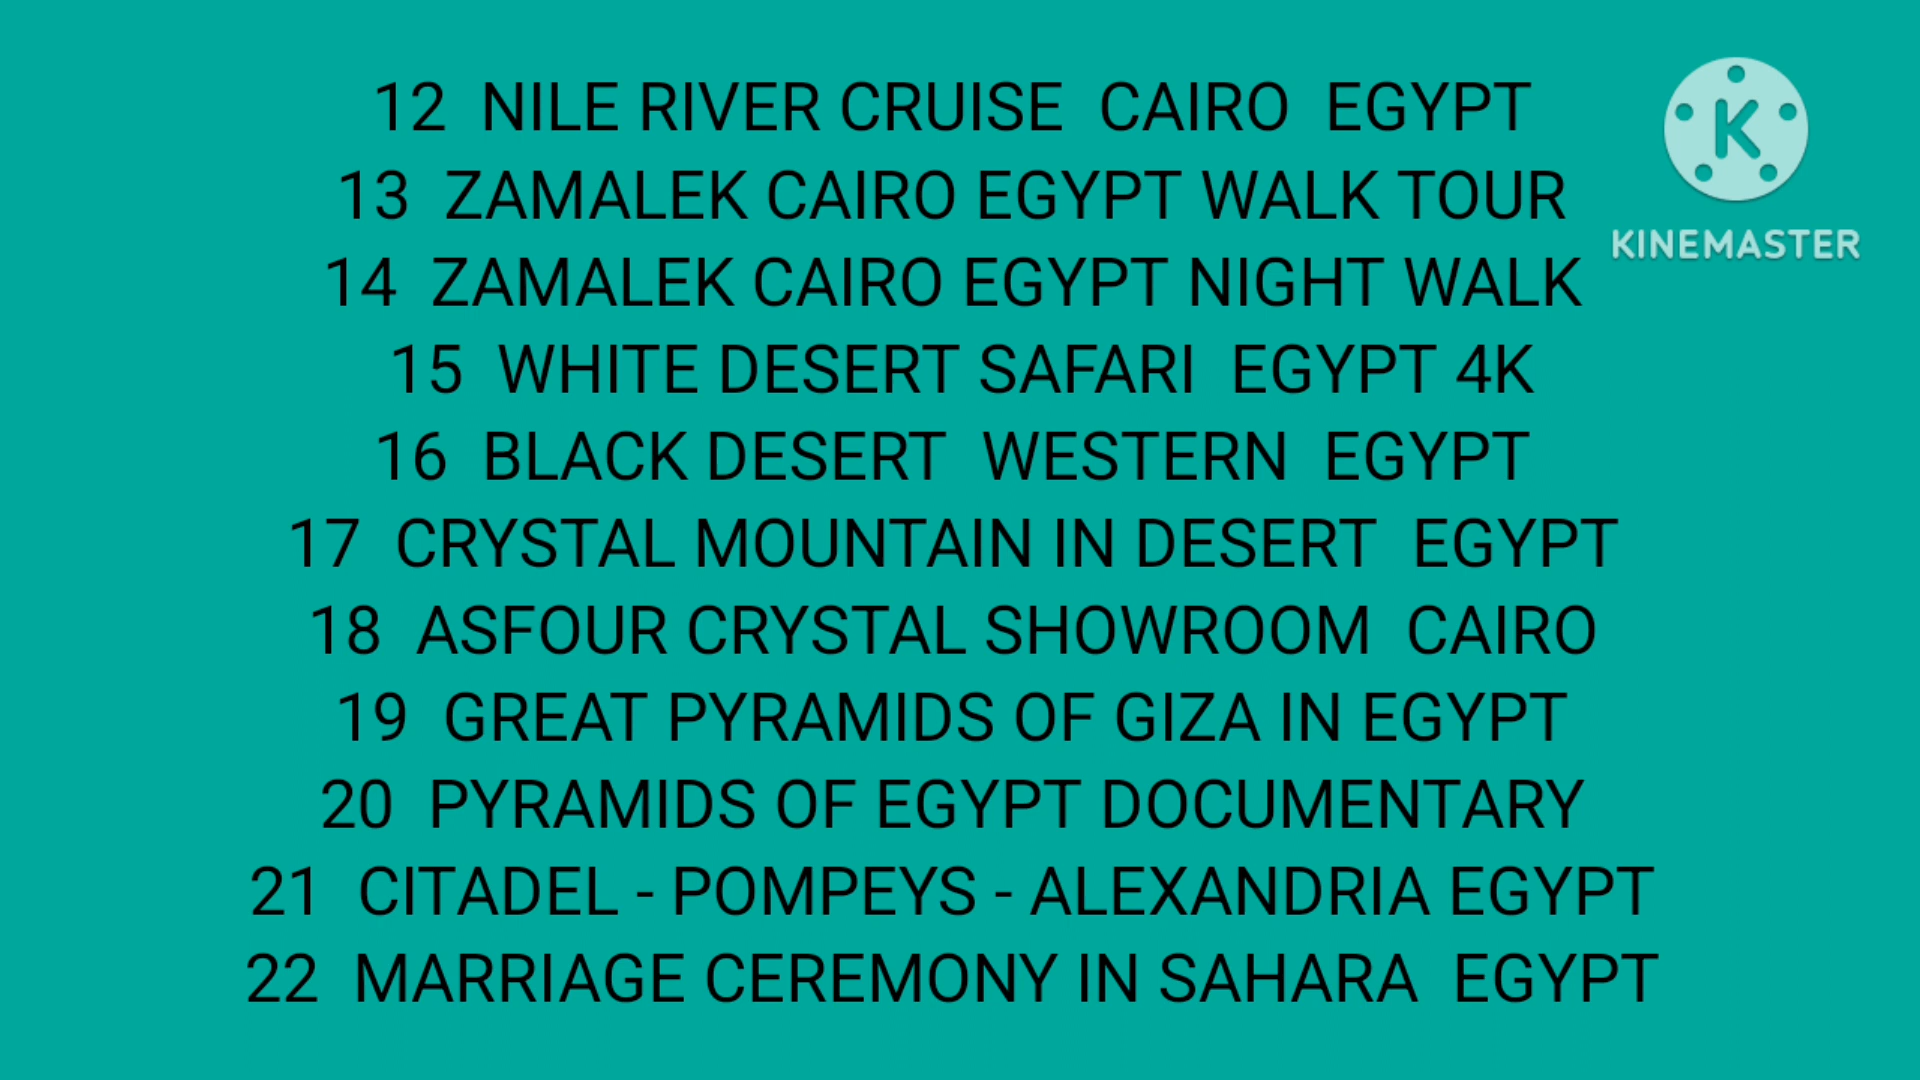 12  NILE RIVER CRUISE  CAIRO  EGYPT
13  ZAMALEK CAIRO EGYPT WALK TOUR
14  ZAMALEK CAIRO EGYPT NIGHT WALK
15  WHITE DESERT SAFARI  EGYPT 4K
16  BLACK DESERT  WESTERN  EGYPT
17  CRYSTAL MOUNTAIN IN DESERT  EGYPT
18  ASFOUR CRYSTAL SHOWROOM  CAIRO
19  GREAT PYRAMIDS OF GIZA IN EGYPT
20  PYRAMIDS OF EGYPT DOCUMENTARY
21  CITADEL - POMPEYS - ALEXANDRIA EGYPT
22  MARRIAGE CEREMONY IN SAHARA  EGYPT
K
KINEMASTER